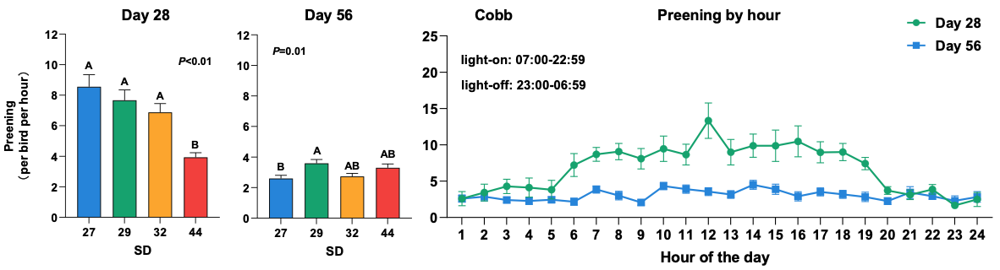 Day 28
Preening
(per bird per hour)
12
10
8
6
4
2
0
P<0.01
A
A
A
B
27 29 32 44
SD
Day 56
12
10
8
6
4
2
0
P=0.01
B
A
AB
AB
27 29 32 44
SD
Cobb
Preening by hour
Day 28
Day 56
light-on: 07:00-22:59
light-off: 23:00-06:59
25
20
15
10
5
0
1 2 3 4 5 6 7 8 9 10 11 12 13 14 15 16 17 18 19 20 21 22 23 24
Hour of the day